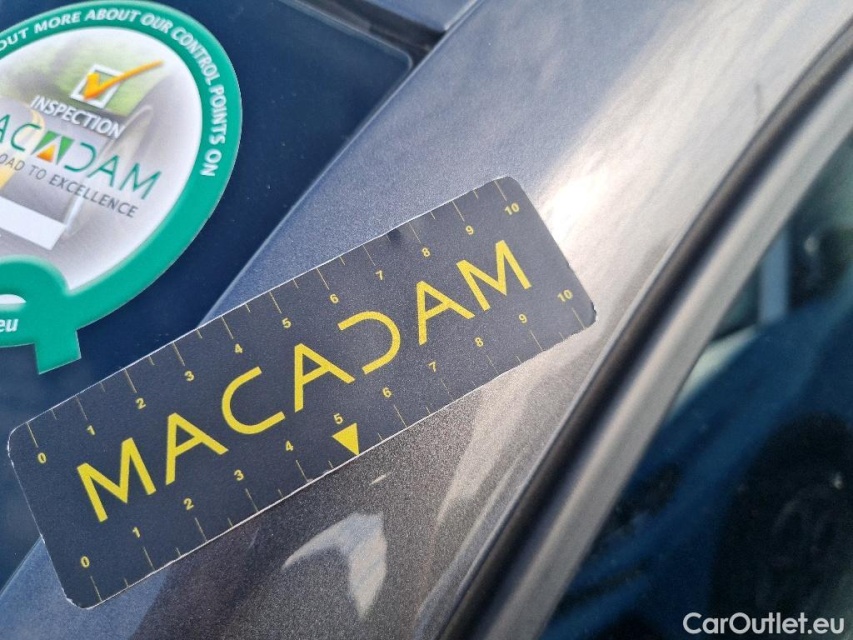 OUT MORE ABOUT OUR CONTROL POINTS ON
INSPECTION
ACADAM
OAD TO EXCELLENCE
eu
0 1 2 3 4 5 6 7 8 9 10
MACADAM
0 1 2 3 4 5 6 7 8 9 10
CarOutlet.eu